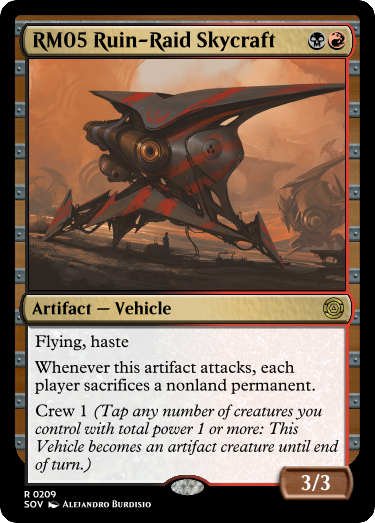 RM05 Ruin-Raid Skycraft
Artifact — Vehicle
Flying, haste
Whenever this artifact attacks, each
player sacrifices a nonland permanent.
Crew 1 (Tap any number of creatures you
control with total power 1 or more: This
Vehicle becomes an artifact creature until end
of turn.)
3/3
R 0209
SOV Alejandro Burdisio